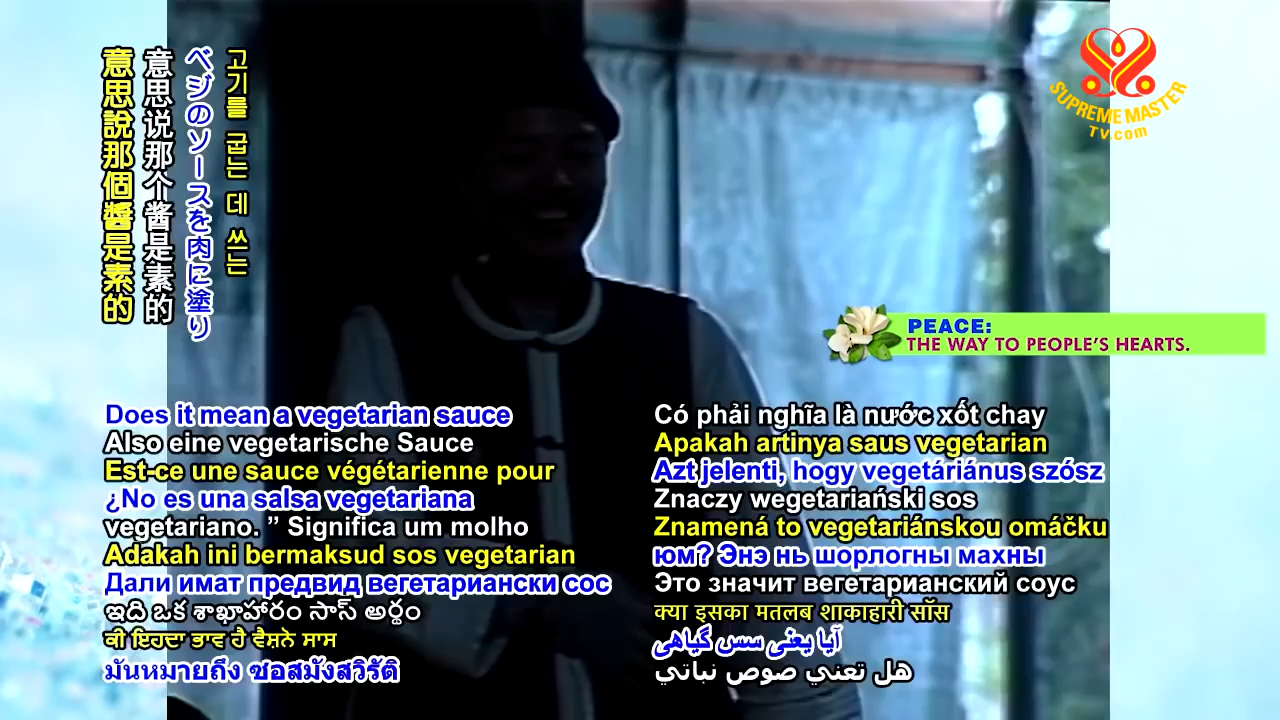 意思說那個醬是素的
意思说那个酱是素的
ベジのソースを肉に塗り
고기를 굽는 데 쓰는
SUPREME MASTER
TV.com
PEACE:
THE WAY TO PEOPLE'S HEARTS.
Does it mean a vegetarian sauce
Also eine vegetarische Sauce
Est-ce une sauce végétarienne pour
¿No es una salsa vegetariana
vegetariano. ” Significa um molho
Adakah ini bermaksud sos vegetarian
Дали имат предвид вегетариански сос
ఇది ఒక శాఖాహారం సాస్ అర్థం
ਕੀ ਇਹਦਾ ਭਾਵ ਹੈ ਵੈਸ਼ਨੋ ਸਾਸ
มันหมายถึง ซอสมังสวิรัติ
Có phải nghĩa là nước xốt chay
Apakah artinya saus vegetarian
Azt jelenti, hogy vegetáriánus szósz
Znaczy wegetariański sos
Znamená to vegetariánskou omáčku
юм? Энэ нь шорлогны махны
Это значит вегетарианский соус
क्या इसका मतलब शाकाहारी सॉस
آیا یعنی سس گیاهی
هل تعني صوص نباتي